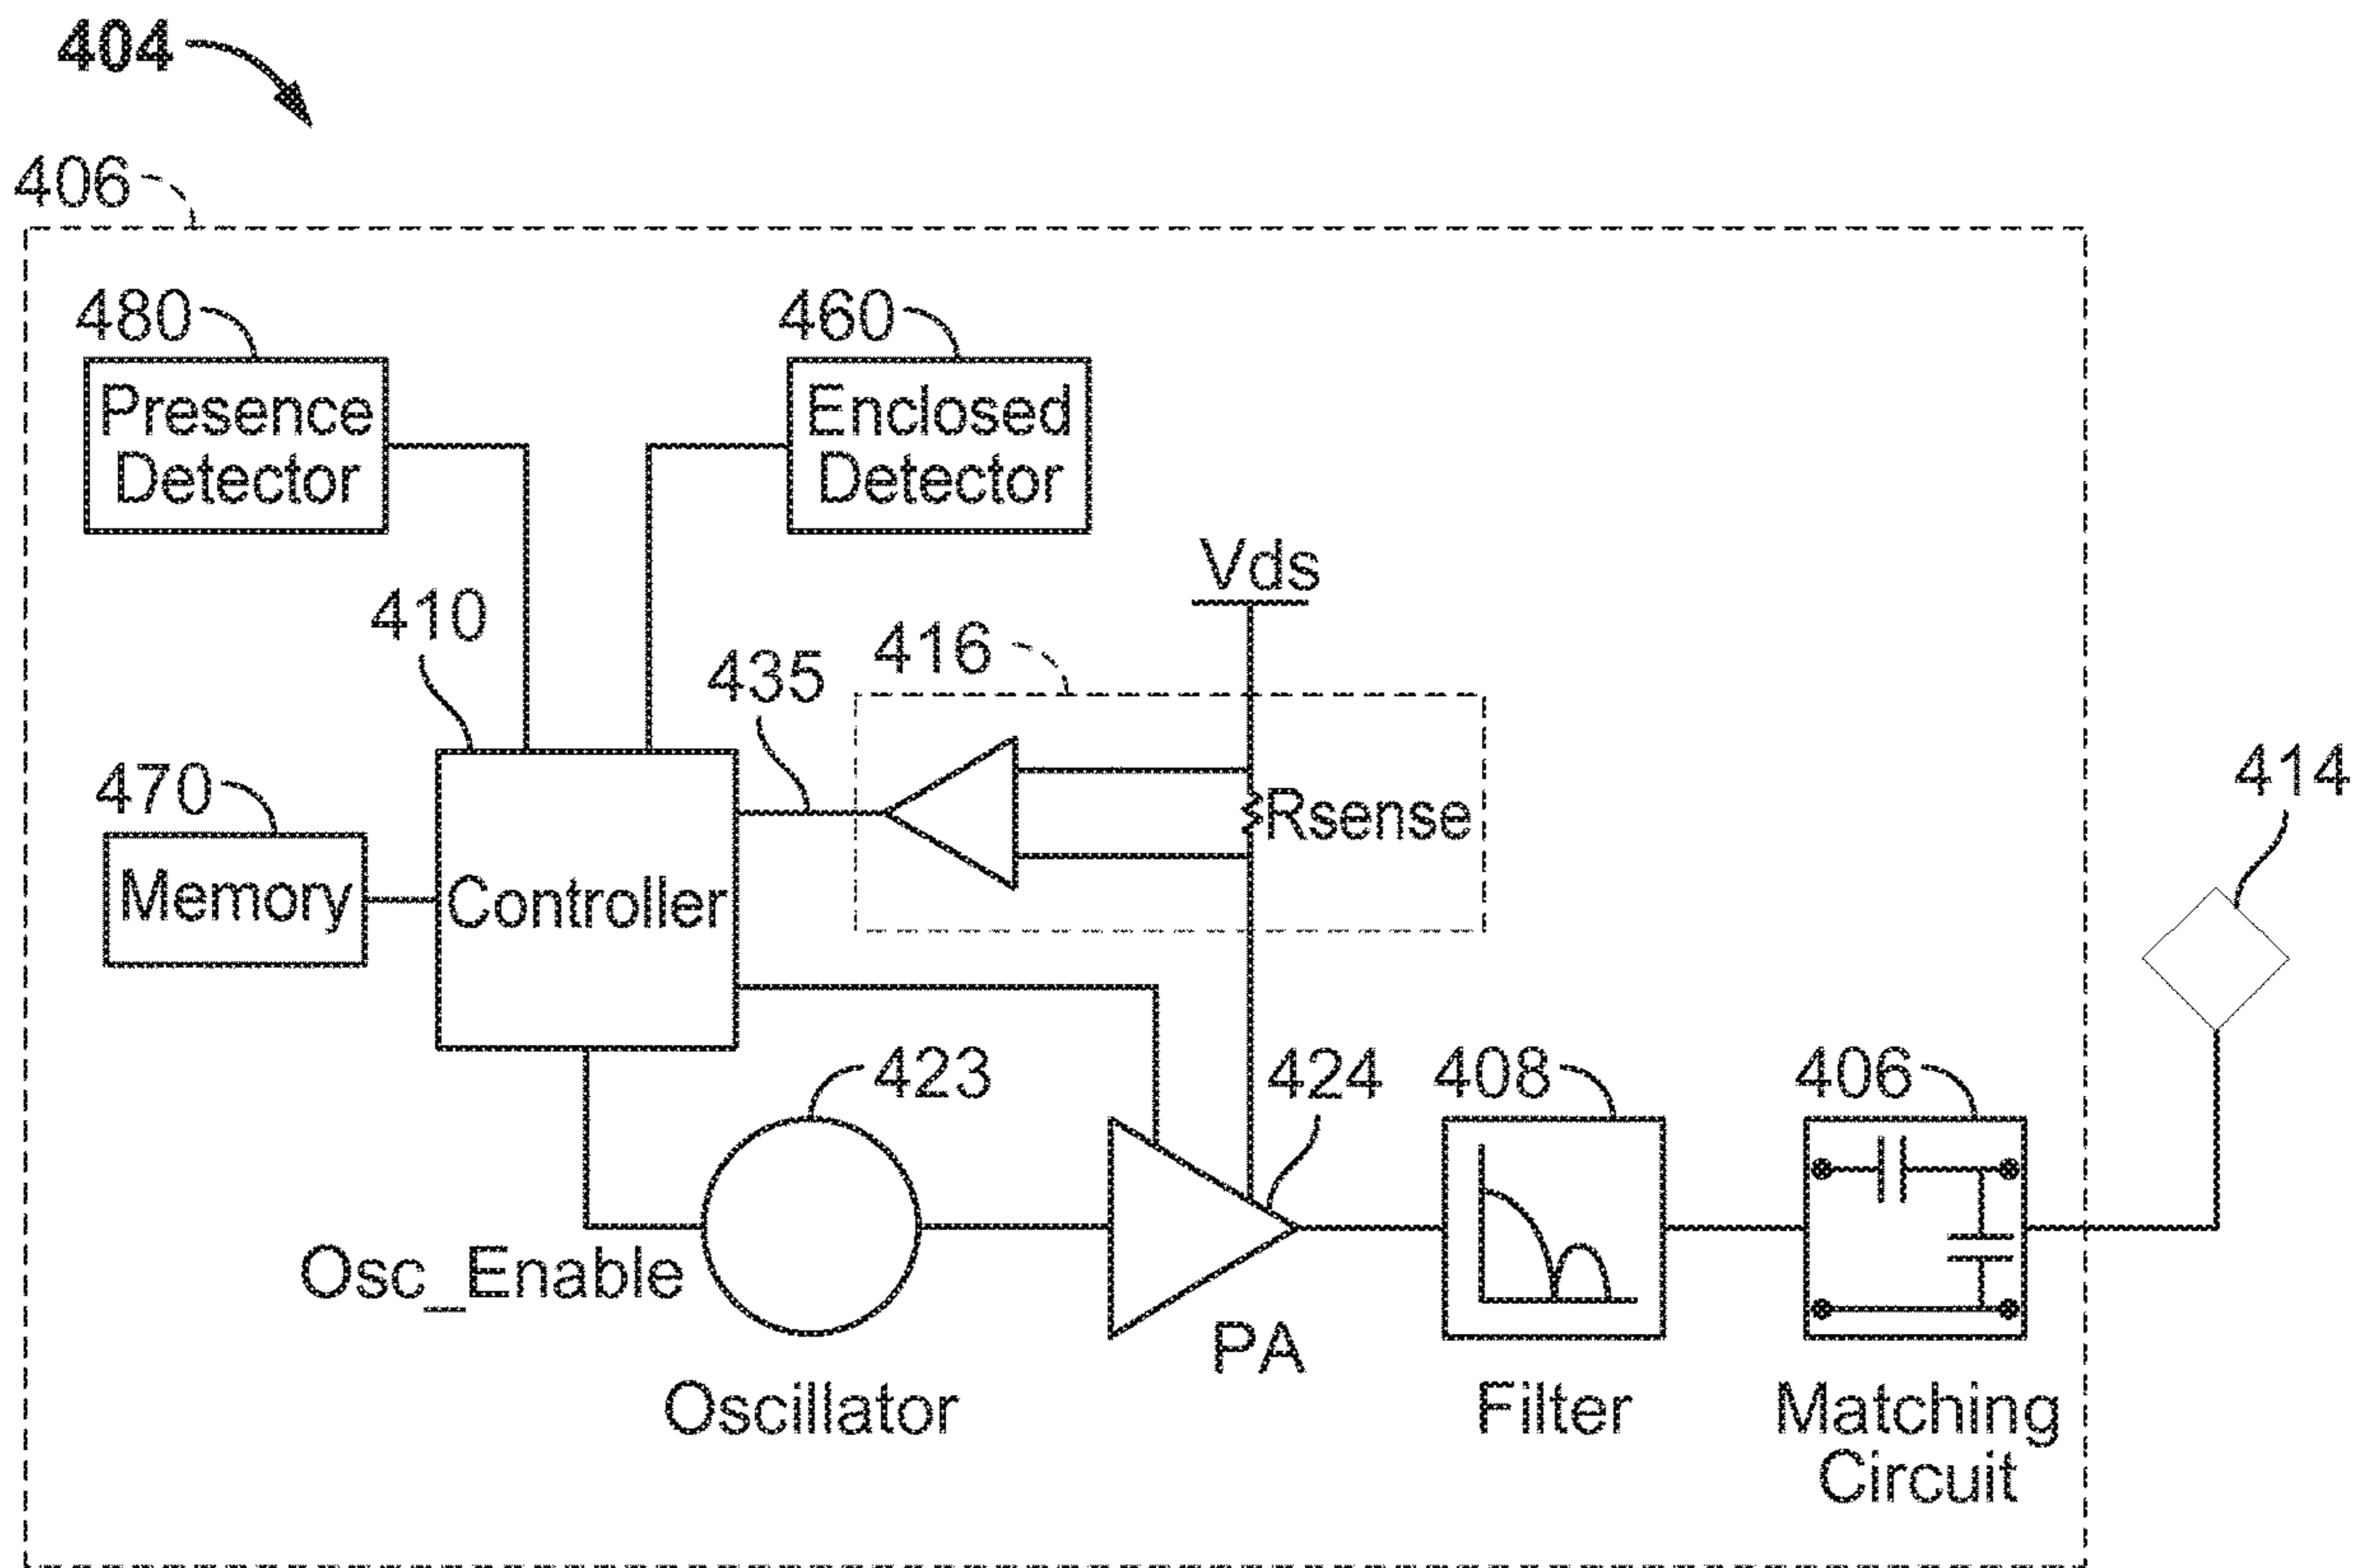 404
406
480
460
Presence
Detector
Enclosed
Detector
Vds
410
416
435
470
414
Rsense
Memory
Controller
423
424
408
406
Osc_Enable
PA
Oscillator
Filter
Matching
Circuit